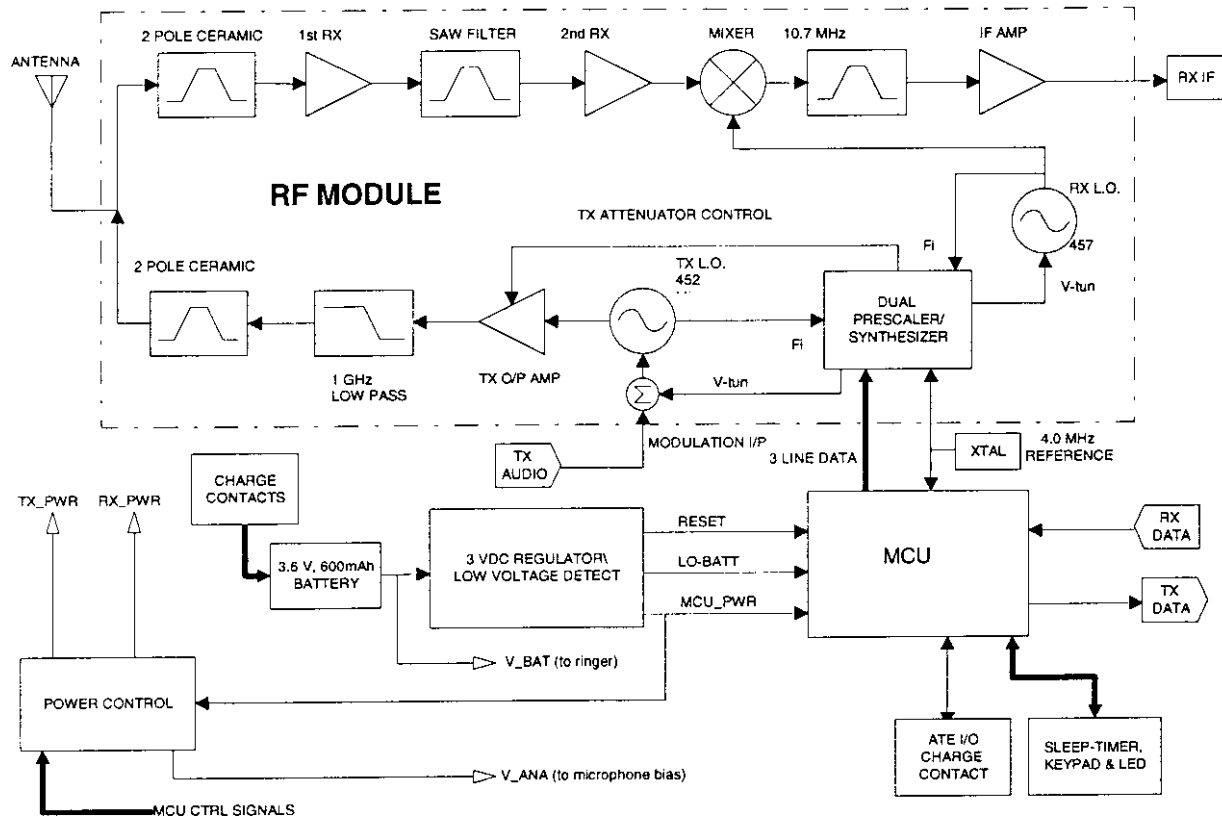 ANTENNA
2 POLE CERAMIC
1st RX
SAW FILTER
2nd RX
MIXER
10.7 MHz
IF AMP
RX IF
RF MODULE
RX L.O.
457
TX ATTENUATOR CONTROL
Fi
V-tun
2 POLE CERAMIC
TX L.O.
452
DUAL
PRESCALER/
SYNTHESIZER
Fi
1 GHz
LOW PASS
TX O/P AMP
V-tun
Σ
MODULATION I/P
TX
AUDIO
3 LINE DATA
XTAL
4.0 MHz
REFERENCE
CHARGE
CONTACTS
TX_PWR
RX_PWR
3.6 V, 600mAh
BATTERY
3 VDC REGULATOR\
LOW VOLTAGE DETECT
RESET
LO-BATT
MCU_PWR
MCU
RX
DATA
TX
DATA
V_BAT (to ringer)
POWER CONTROL
V_ANA (to microphone bias)
MCU CTRL SIGNALS
ATE I/O
CHARGE
CONTACT
SLEEP-TIMER,
KEYPAD & LED